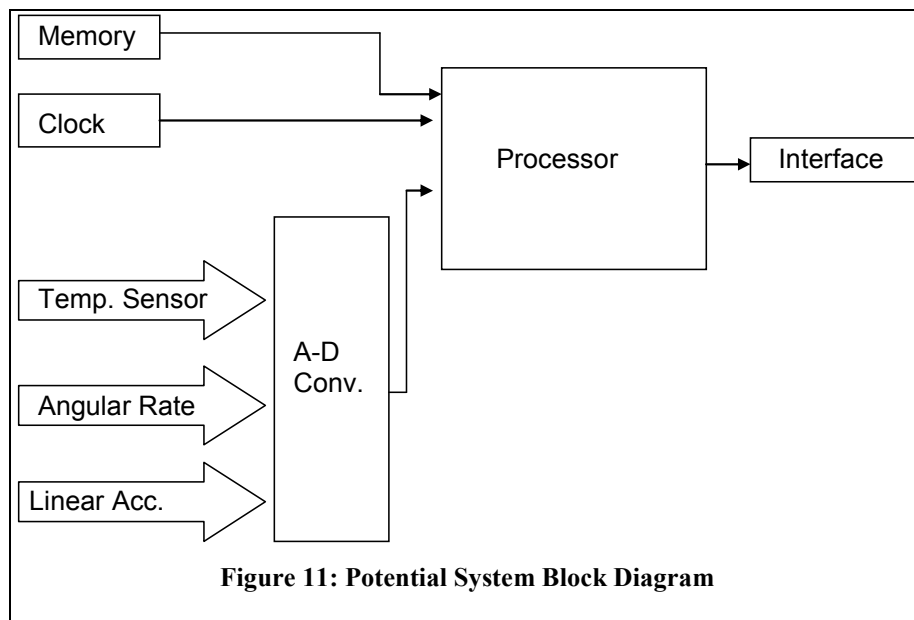 Memory
Clock
Processor
Interface
Temp. Sensor
A-D
Conv.
Angular Rate
Linear Acc.
Figure 11: Potential System Block Diagram